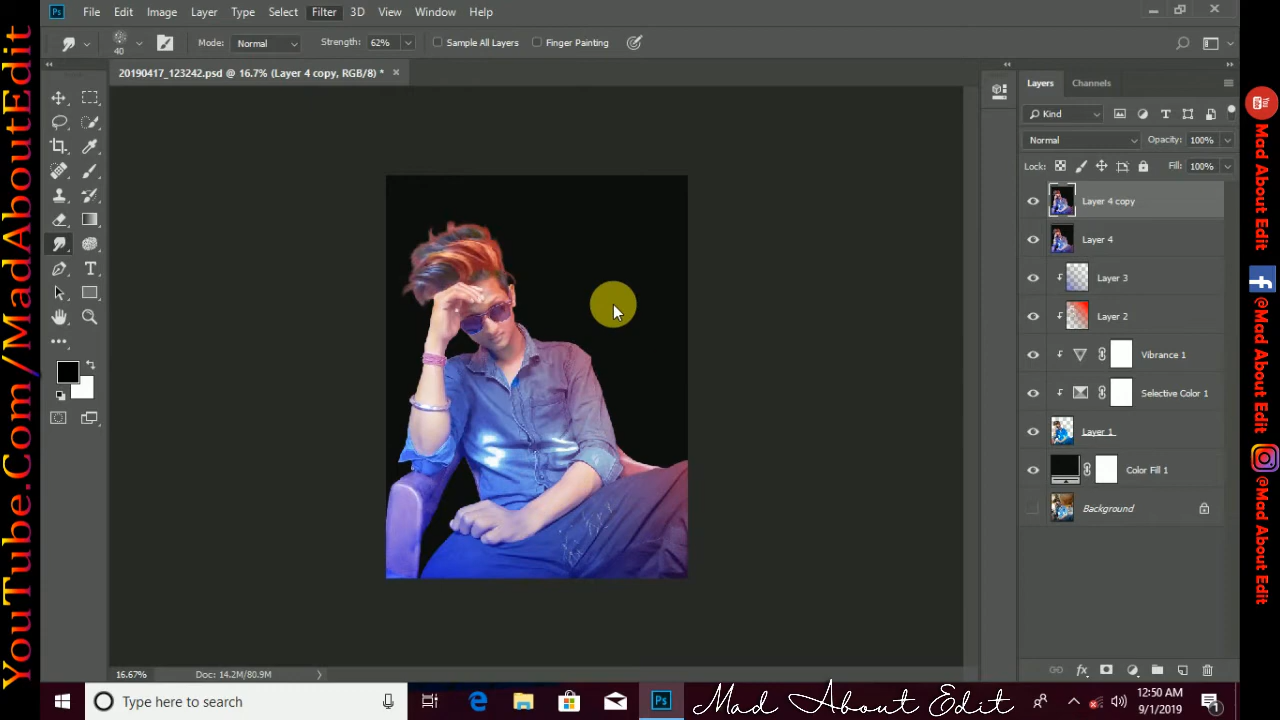 File Edit Image Layer Type Select Filter 3D View Window Help
40 Mode: Normal Strength: 62% Sample All Layers Finger Painting
20190417_123242.psd @ 16.7% (Layer 4 copy, RGB/8) *
Layers Channels
Kind
Normal Opacity: 100%
Lock: Fill: 100%
Layer 4 copy
Layer 4
Layer 3
Layer 2
Vibrance 1
Selective Color 1
Layer 1
Color Fill 1
Background
16.67% Doc: 14.2M/80.9M
Type here to search
Mad About Edit
12:50 AM
9/1/2019
1
YouTube.Com/MadAboutEdit
Mad About Edit
@Mad About Edit
@Mad About Edit